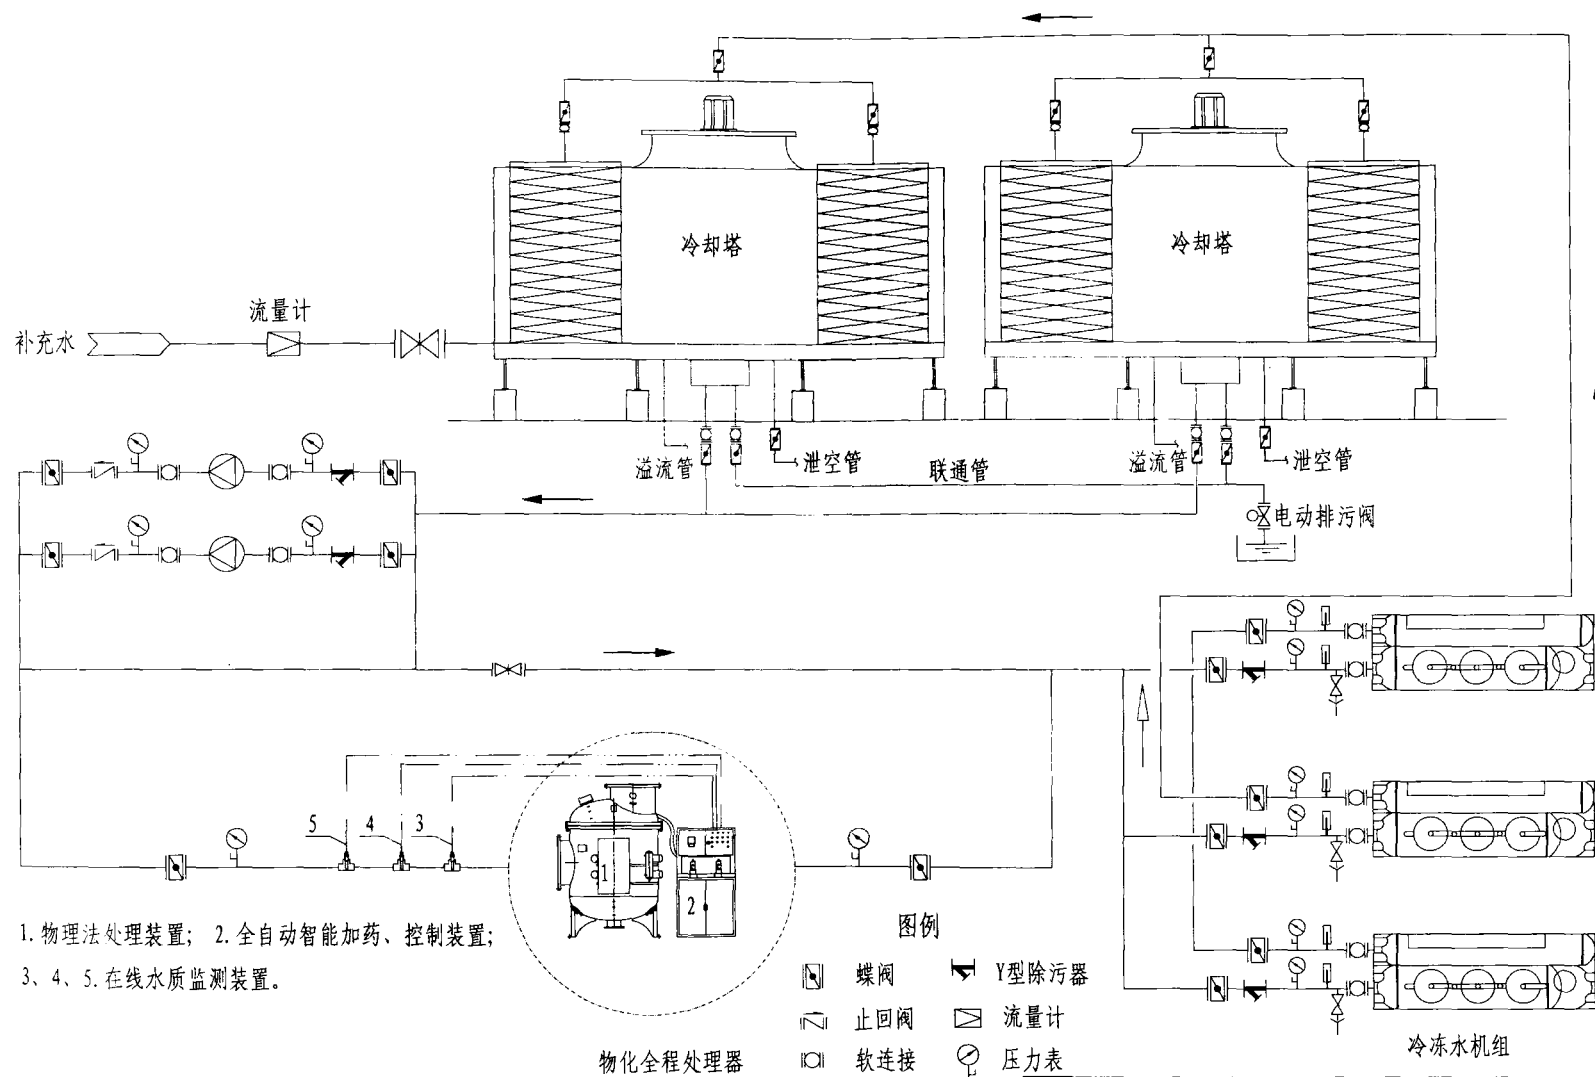 冷却塔
冷却塔
流量计
补充水
溢流管
泄空管
联通管
溢流管
泄空管
电动排污阀
5
4
3
1
2
1. 物理法处理装置； 2. 全自动智能加药、控制装置；
3、4、5. 在线水质监测装置。
图例
蝶阀
Y型除污器
止回阀
流量计
软连接
压力表
物化全程处理器
冷冻水机组